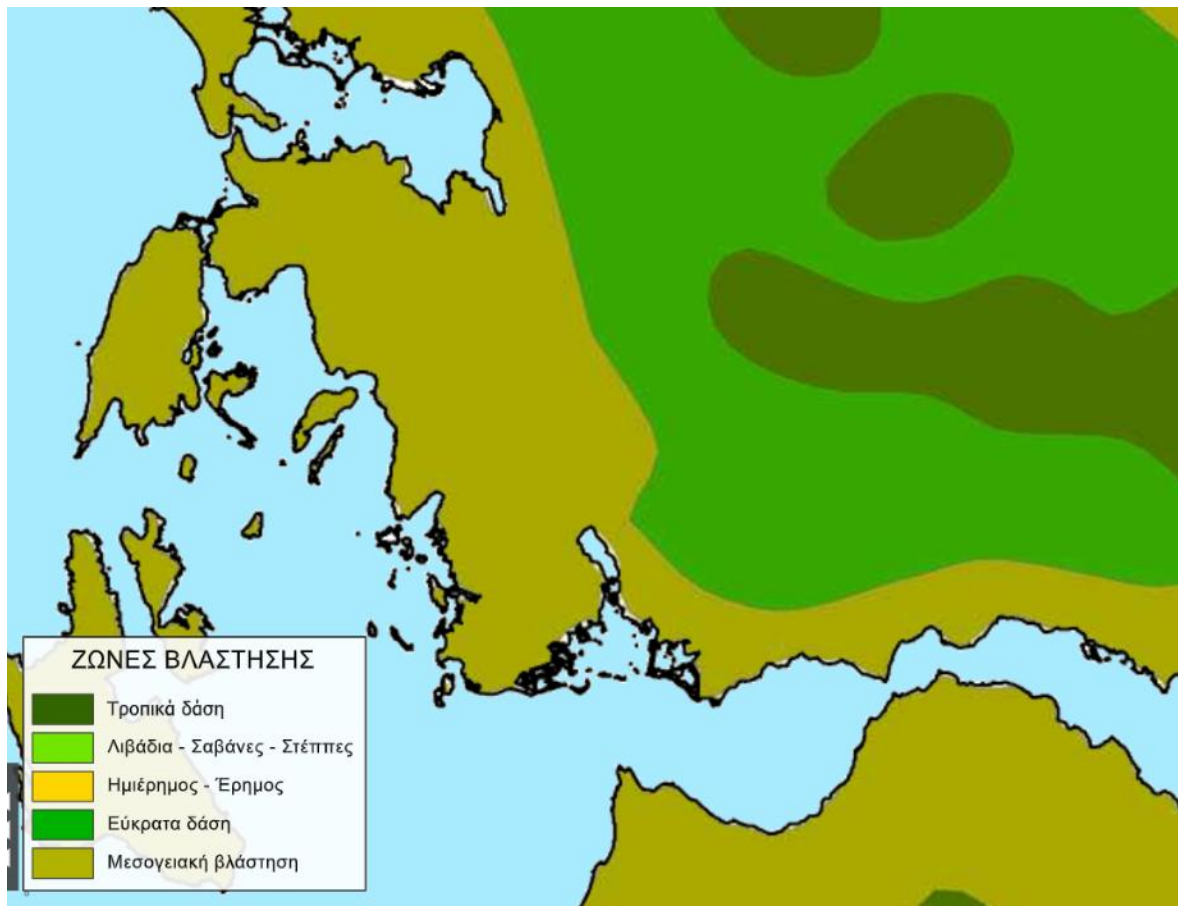 ΖΩΝΕΣ ΒΛΑΣΤΗΣΗΣ
Τροπικά δάση
Λιβάδια - Σαβάνες - Στέππες
Ημιέρημος - Έρημος
Εύκρατα δάση
Μεσογειακή βλάστηση